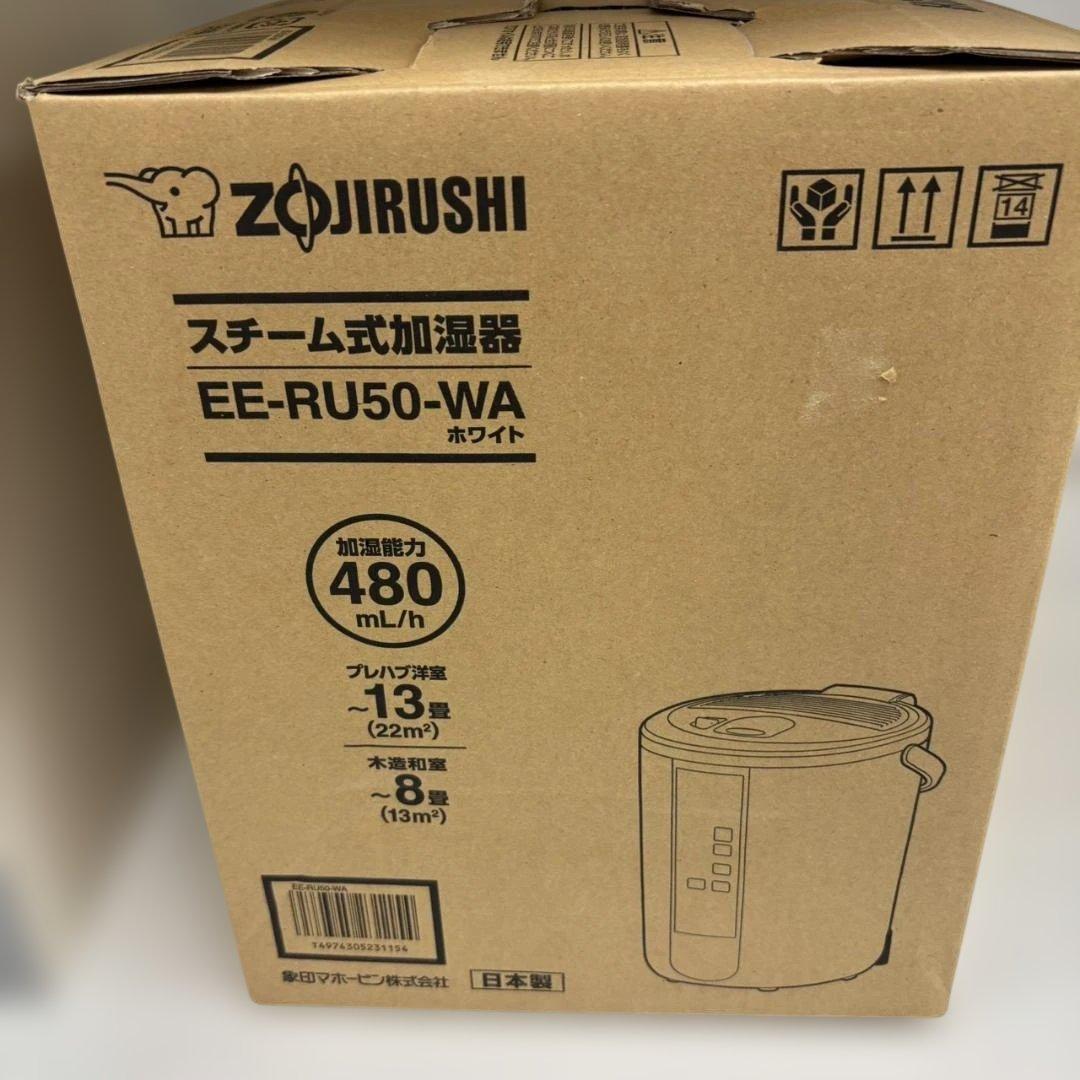 ZOJIRUSHI
14
スチーム式加湿器
EE-RU50-WA
ホワイト
加湿能力
480
mL/h
プレハブ洋室
~13畳
(22m²)
木造和室
~8畳
(13m²)
EE-RU50-WA
T4974305231154
象印マホービン株式会社
日本製